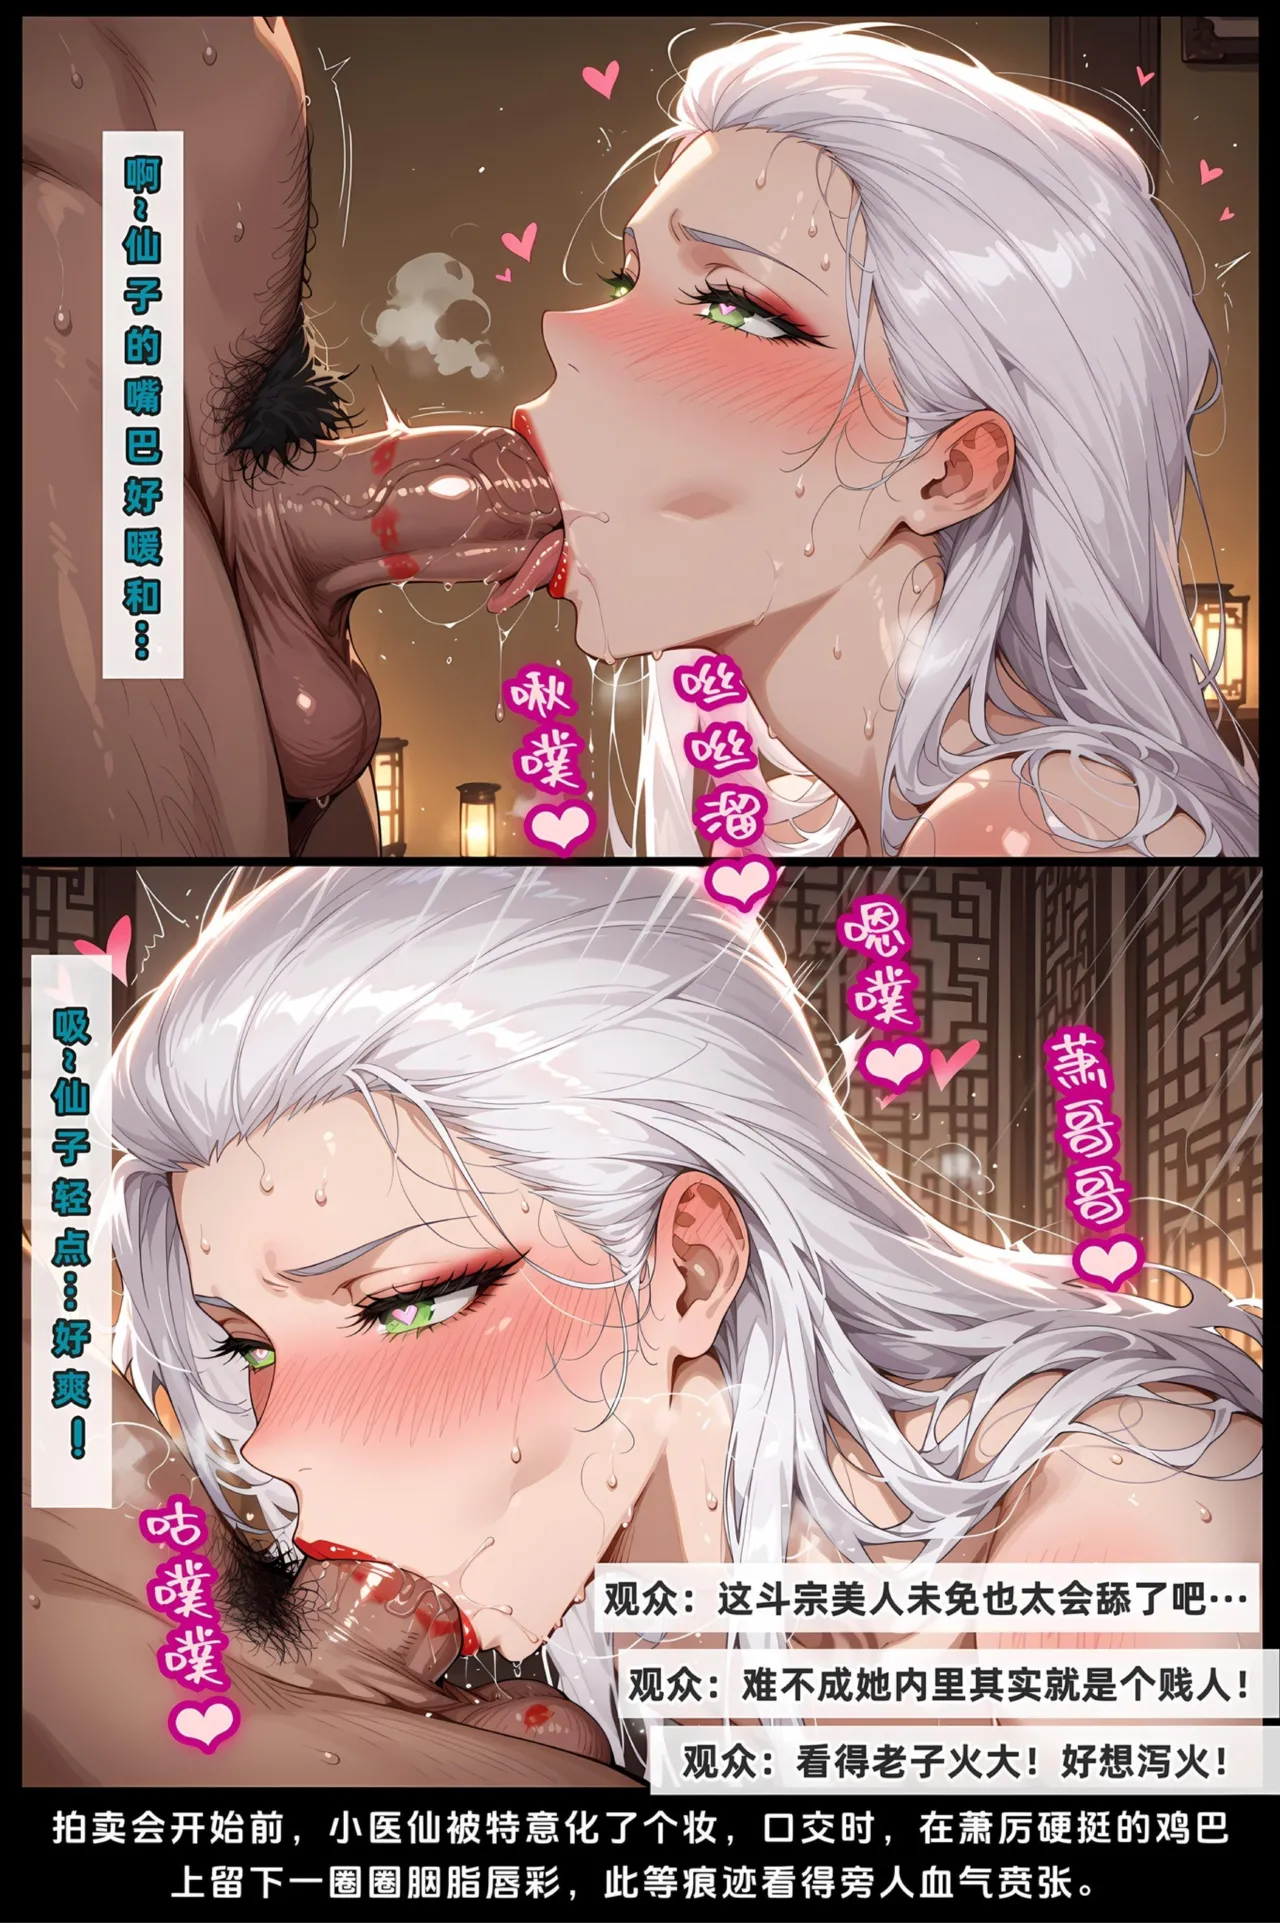 啊~仙子的嘴巴好暖和…
啾噗♥
㕸㕸
吸~仙子轻点…好爽！
嗯噗♥
萧哥哥♥
咕噗噗♥
观众：这斗宗美人未免也太会舔了吧…
观众：难不成她内里其实就是个贱人！
观众：看得老子火大！好想泻火！
拍卖会开始前，小医仙被特意化了个妆，口交时，在萧厉硬挺的鸡巴
上留下一圈圈胭脂唇彩，此等痕迹看得旁人血气贲张。